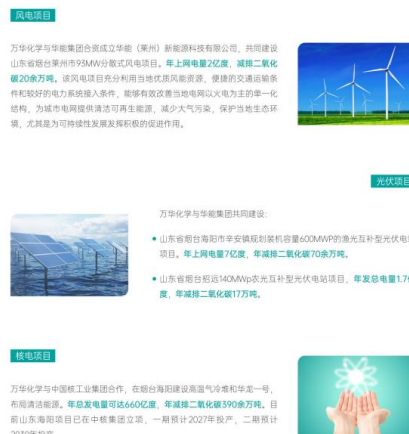 风电项目
万华化学与华能集团合资成立华能（莱州）新能源科技有限公司，共同建设
山东省烟台莱州市95MW分散式风电项目。年上网电量2亿度，减排二氧化
碳20余万吨。该风电项目充分利用当地优质风能资源，便捷的交通运输条
件和较好的电力系统接入条件，能够有效改善当地电网以火电为主的单一化
结构，为城市电网提供清洁可再生能源，减少大气污染，保护当地生态环
境，尤其是为可持续性发展发挥积极的促进作用。
光伏项目
万华化学与华能集团共同建设：
• 山东省烟台海阳市辛安镇规划装机容量600MWP的渔光互补型光伏电
项目。年上网电量7亿度，年减排二氧化碳70余万吨。
• 山东省烟台招远140MWp农光互补型光伏电站项目，年发总电量1.7
度，年减排二氧化碳17万吨。
核电项目
万华化学与中国核工业集团合作，在烟台海阳建设高温气冷堆和华龙一号，
布局清洁能源。年总发电量可达660亿度，年减排二氧化碳390余万吨。目
前山东海阳项目已在中核集团立项，一期预计2027年投产，二期预计